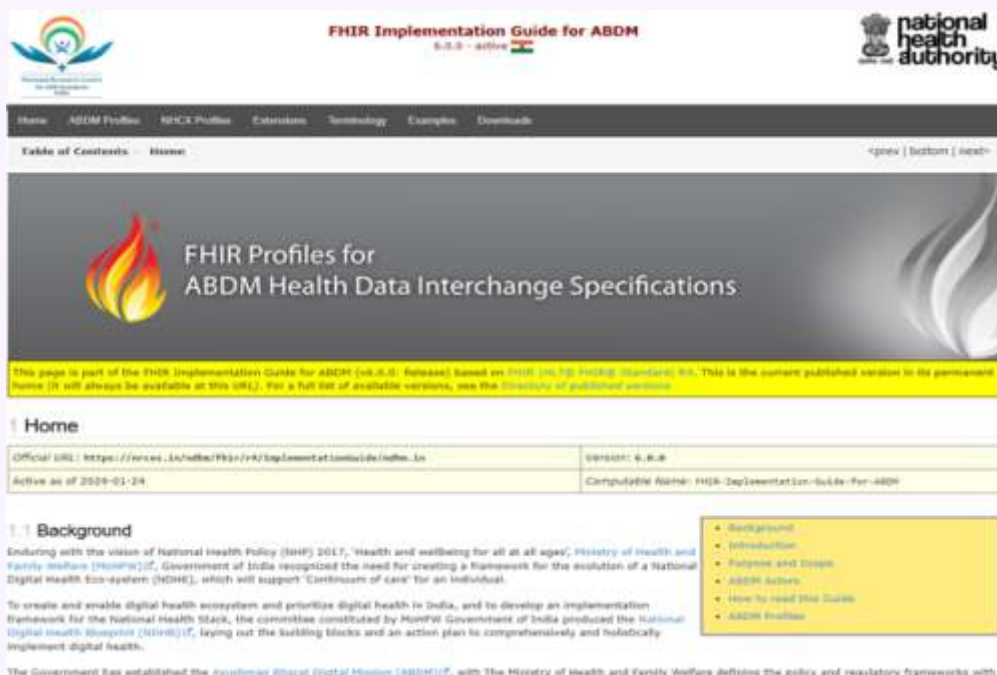 FHIR Implementation Guide for ABDM
6.0.0 - active
national
health
authority
Home ABDM Profiles NHCX Profiles Extensions Terminology Examples Downloads
Table of Contents Home
<prev | bottom | next>
FHIR Profiles for
ABDM Health Data Interchange Specifications
This page is part of the FHIR Implementation Guide for ABDM (v6.0.0: Release) based on FHIR (HL7® FHIR® Standard) R4. This is the current published version in its permanent
home (it will always be available at this URL). For a full list of available versions, see the Directory of published versions
1 Home
Official URL: https://nrces.in/ndhm/fhir/r4/ImplementationGuide/ndhm.in Version: 6.0.0
Active as of 2024-01-24 Computable Name: FHIR-Implementation-Guide-For-ABDM
1.1 Background
Enduring with the vision of National Health Policy (NHP) 2017, 'Health and wellbeing for all at all ages', Ministry of Health and
Family Welfare (MoHFW), Government of India recognized the need for creating a framework for the evolution of a National
Digital Health Eco-system (NDHE), which will support 'Continuum of care' for an individual.
To create and enable digital health ecosystem and prioritize digital health in India, and to develop an implementation
framework for the National Health Stack, the committee constituted by MoHFW Government of India produced the National
Digital Health Blueprint (NDHB), laying out the building blocks and an action plan to comprehensively and holistically
implement digital health.
The Government has established the Ayushman Bharat Digital Mission (ABDM), with The Ministry of Health and Family Welfare defining the policy and regulatory frameworks with
Background
Introduction
Purpose and Scope
ABDM Actors
How to read this Guide
ABDM Profiles